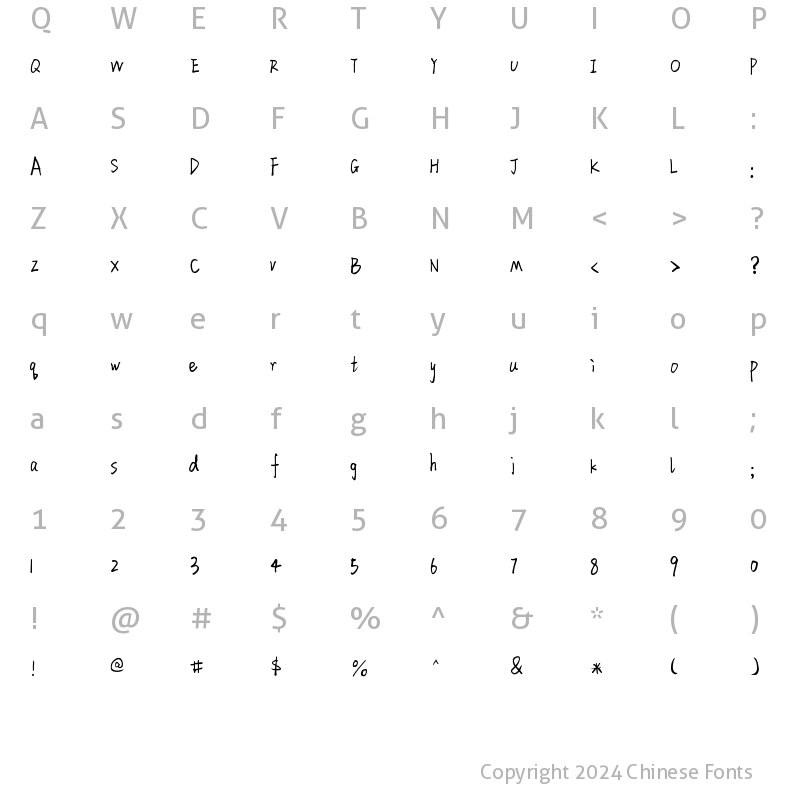 Q W E R T Y U I O P
Q W E R T Y U I O P
A S D F G H J K L :
A S D F G H J K L :
Z X C V B N M < > ?
Z X C V B N M < > ?
q w e r t y u i o p
q w e r t y u i o p
a s d f g h j k l ;
a s d f g h j k l ;
1 2 3 4 5 6 7 8 9 0
1 2 3 4 5 6 7 8 9 0
! @ # $ % ^ & * ( )
! @ # $ % ^ & * ( )
Copyright 2024 Chinese Fonts